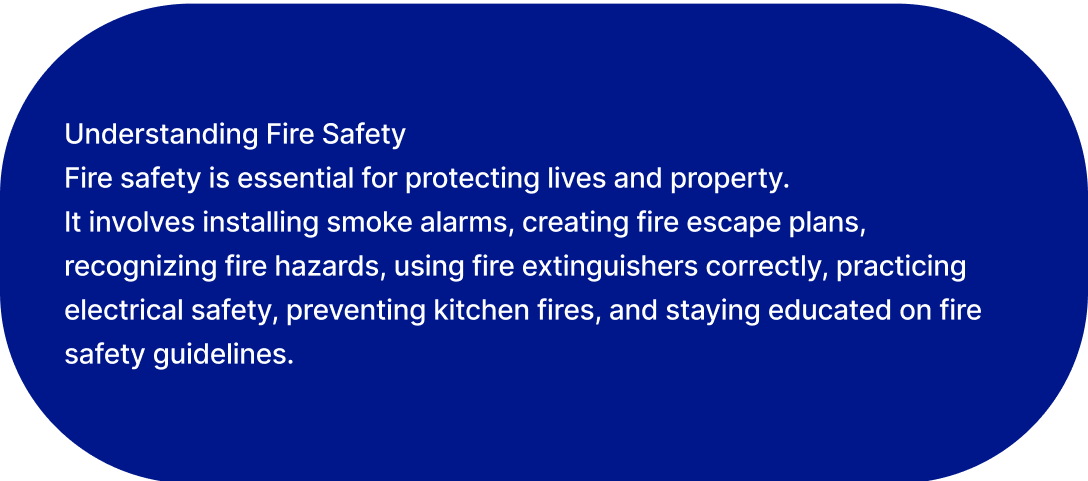 Understanding Fire Safety
Fire safety is essential for protecting lives and property.
It involves installing smoke alarms, creating fire escape plans,
recognizing fire hazards, using fire extinguishers correctly, practicing
electrical safety, preventing kitchen fires, and staying educated on fire
safety guidelines.